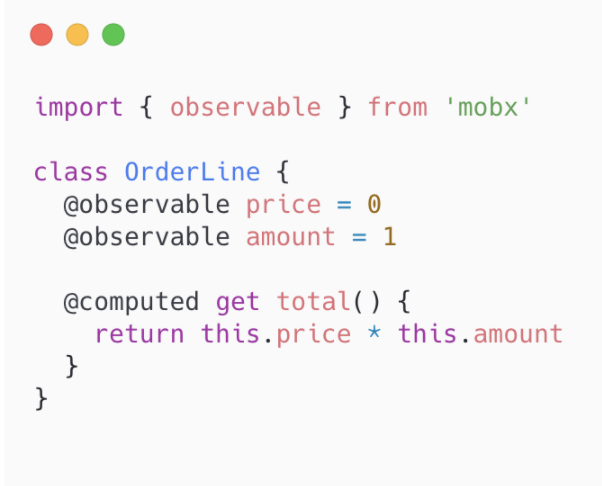 import { observable } from 'mobx'
class OrderLine {
@observable price = 0
@observable amount = 1
@computed get total() {
return this.price * this.amount
}
}